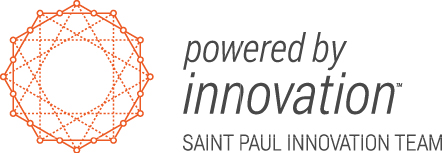 powered by
innovation™
SAINT PAUL INNOVATION TEAM